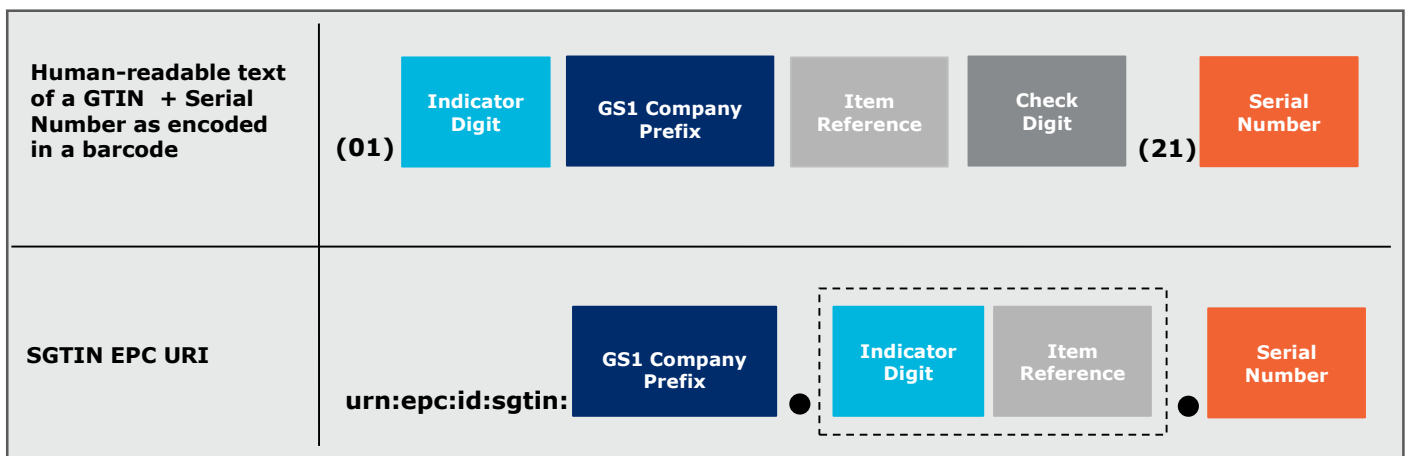 Human-readable text
of a GTIN + Serial
Number as encoded
in a barcode
(01)
Indicator
Digit
GS1 Company
Prefix
Item
Reference
Check
Digit
(21)
Serial
Number
SGTIN EPC URI
urn:epc:id:sgtin:
GS1 Company
Prefix
●
Indicator
Digit
Item
Reference
●
Serial
Number